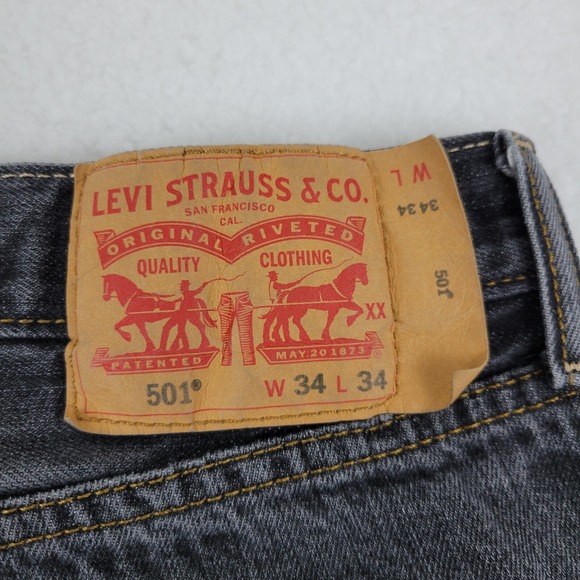 LEVI STRAUSS & CO.
SAN FRANCISCO
CAL.
ORIGINAL RIVETED
QUALITY CLOTHING
XX
PATENTED MAY.20 1873
501® W 34 L 34
W L
34 34
501